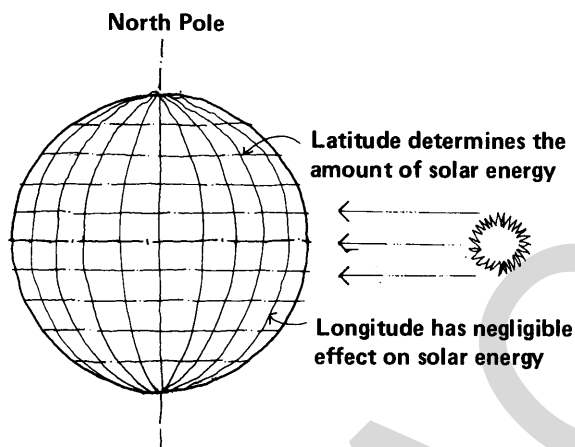 North Pole
Latitude determines the
amount of solar energy
Longitude has negligible
effect on solar energy